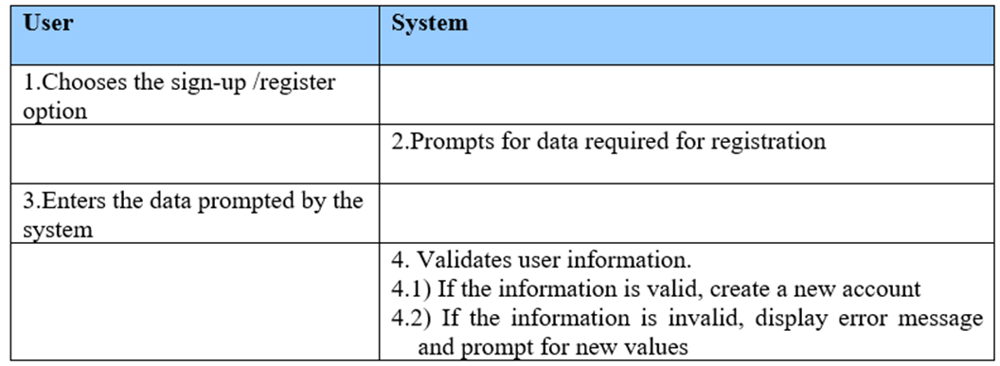 User
System
1.Chooses the sign-up /register
option
2.Prompts for data required for registration
3.Enters the data prompted by the
system
4. Validates user information.
4.1) If the information is valid, create a new account
4.2) If the information is invalid, display error message
and prompt for new values